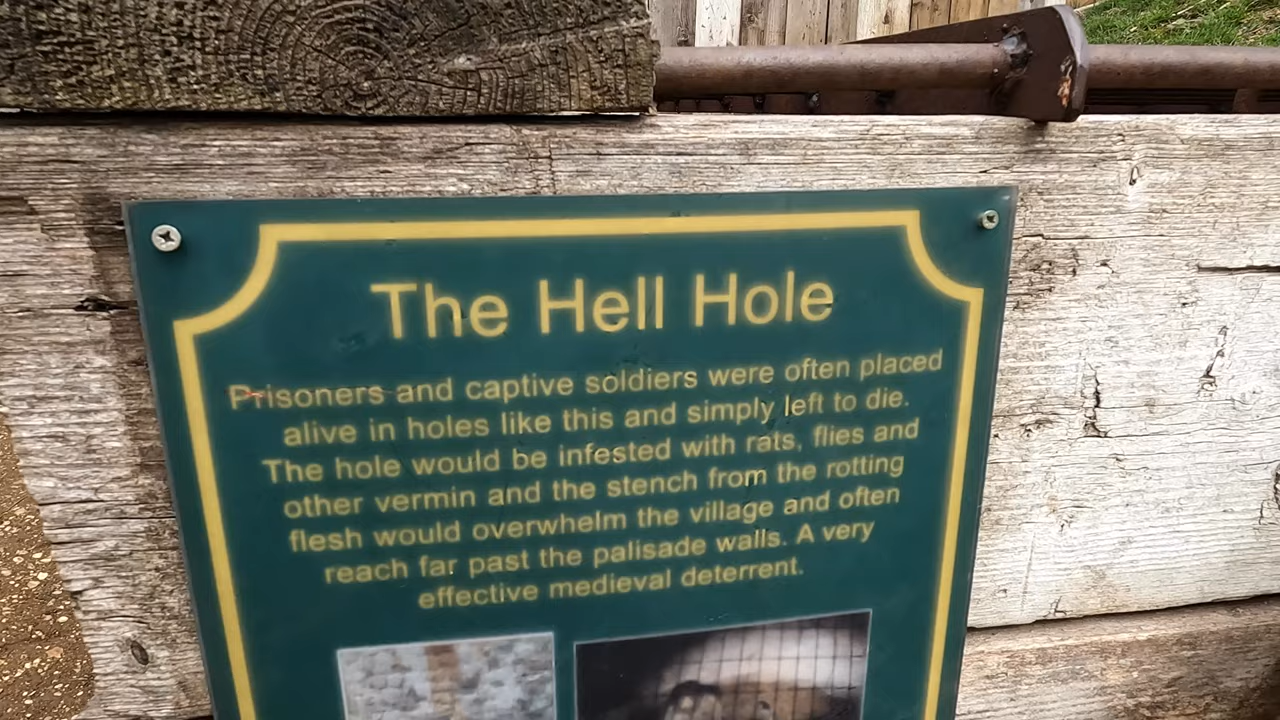 The Hell Hole
Prisoners and captive soldiers were often placed
alive in holes like this and simply left to die.
The hole would be infested with rats, flies and
other vermin and the stench from the rotting
flesh would overwhelm the village and often
reach far past the palisade walls. A very
effective medieval deterrent.